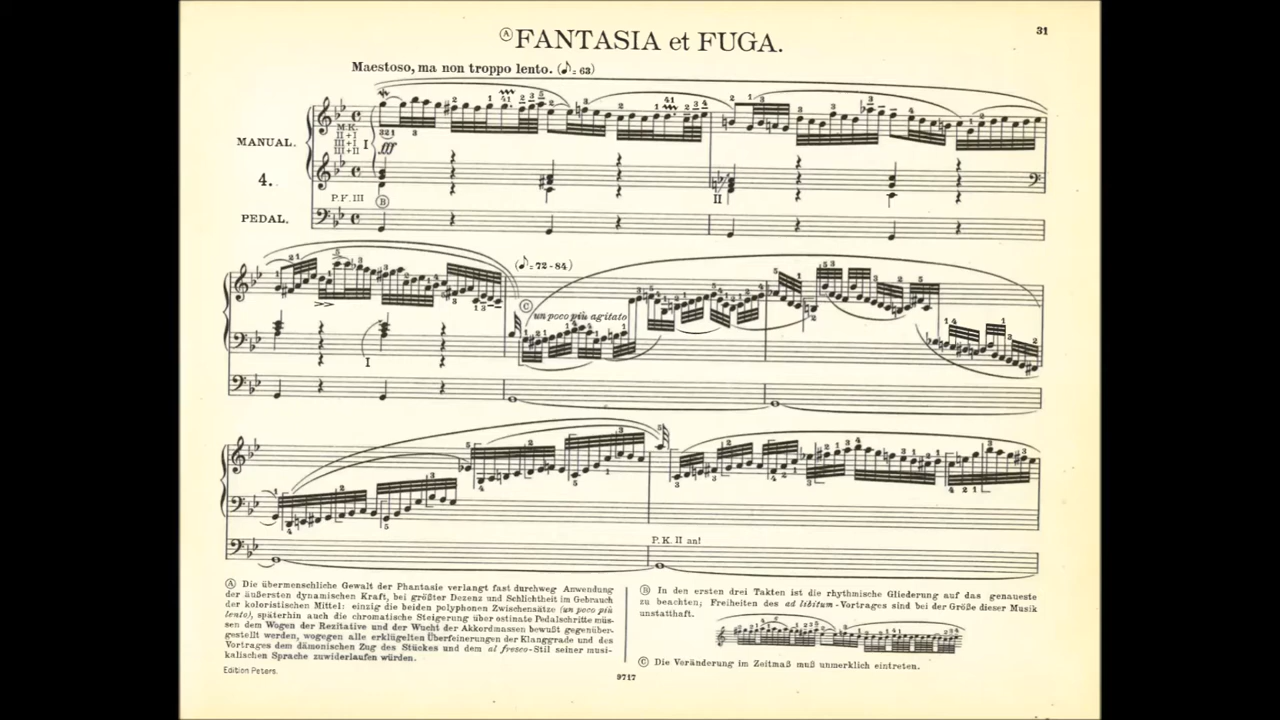 31
Ⓐ FANTASIA et FUGA.
Maestoso, ma non troppo lento. (♪= 63)
MANUAL.
M.K.
II+I
III+I
III+II
I
fff
4.
P.F. III
Ⓑ
II
PEDAL.
(♪= 72-84)
Ⓒ
un poco più agitato
I
P.K. II an!
Ⓐ Die übermenschliche Gewalt der Phantasie verlangt fast durchweg Anwendung
der äußersten dynamischen Kraft, bei größter Dezenz und Schlichtheit im Gebrauch
der koloristischen Mittel: einzig die beiden polyphonen Zwischensätze (un poco più
lento), späterhin auch die chromatische Steigerung über ostinate Pedalschritte müs-
sen dem Wogen der Rezitative und der Wucht der Akkordmassen bewußt gegenüber-
gestellt werden, wogegen alle erklügelten Überfeinerungen der Klanggrade und des
Vortrages dem dämonischen Zug des Stückes und dem al fresco-Stil seiner musi-
kalischen Sprache zuwiderlaufen würden.
Edition Peters.
Ⓑ In den ersten drei Takten ist die rhythmische Gliederung auf das genaueste
zu beachten; Freiheiten des ad libitum-Vortrages sind bei der Größe dieser Musik
unstatthaft.
Ⓒ Die Veränderung im Zeitmaß muß unmerklich eintreten.
9717